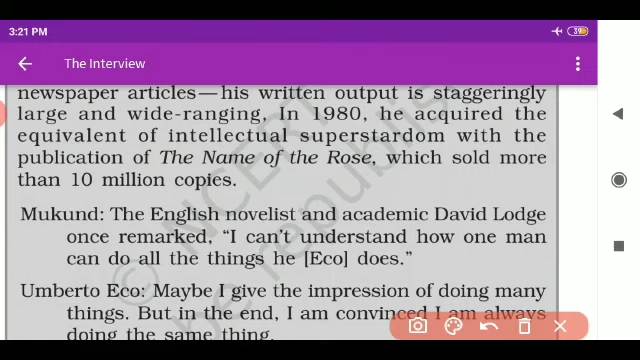 3:21 PM
39
The Interview
newspaper articles—his written output is staggeringly
large and wide-ranging, In 1980, he acquired the
equivalent of intellectual superstardom with the
publication of The Name of the Rose, which sold more
than 10 million copies.
Mukund: The English novelist and academic David Lodge
once remarked, “I can't understand how one man
can do all the things he [Eco] does.”
Umberto Eco: Maybe I give the impression of doing many
things. But in the end, I am convinced I am always
doing the same thing.
© NCERT
be republis